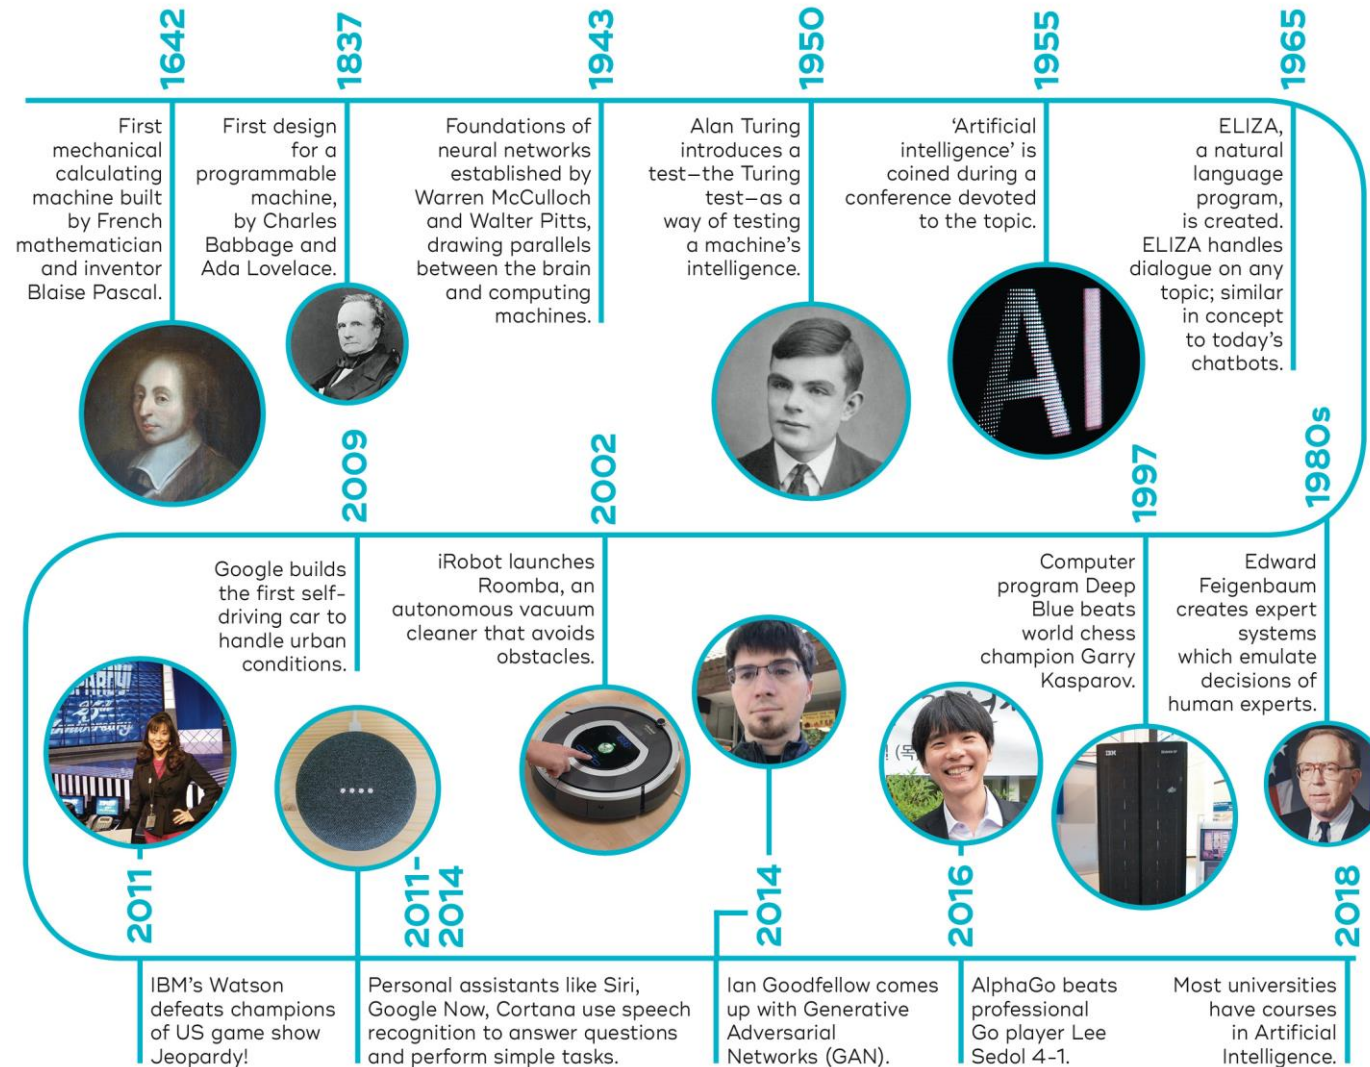 1642
First
mechanical
calculating
machine built
by French
mathematician
and inventor
Blaise Pascal.
1837
First design
for a
programmable
machine,
by Charles
Babbage and
Ada Lovelace.
1943
Foundations of
neural networks
established by
Warren McCulloch
and Walter Pitts,
drawing parallels
between the brain
and computing
machines.
1950
Alan Turing
introduces a
test—the Turing
test—as a
way of testing
a machine’s
intelligence.
1955
‘Artificial
intelligence’ is
coined during a
conference devoted
to the topic.
AI
1965
ELIZA,
a natural
language
program,
is created.
ELIZA handles
dialogue on any
topic; similar
in concept
to today’s
chatbots.
1980s
Edward
Feigenbaum
creates expert
systems
which emulate
decisions of
human experts.
1997
Computer
program Deep
Blue beats
world chess
champion Garry
Kasparov.
IBM
2002
iRobot launches
Roomba, an
autonomous vacuum
cleaner that avoids
obstacles.
2009
Google builds
the first self-
driving car to
handle urban
conditions.
2011
IBM’s Watson
defeats champions
of US game show
Jeopardy!
25th
Anniversary
2011-
2014
Personal assistants like Siri,
Google Now, Cortana use speech
recognition to answer questions
and perform simple tasks.
2014
Ian Goodfellow comes
up with Generative
Adversarial
Networks (GAN).
2016
AlphaGo beats
professional
Go player Lee
Sedol 4-1.
(목)
2018
Most universities
have courses
in Artificial
Intelligence.